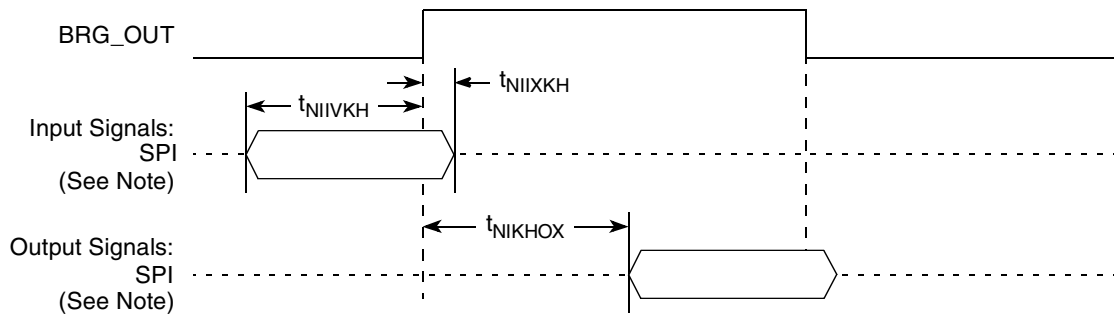 BRG_OUT
tNIIXKH
tNIIVKH
Input Signals:
SPI
(See Note)
tNIKHOX
Output Signals:
SPI
(See Note)